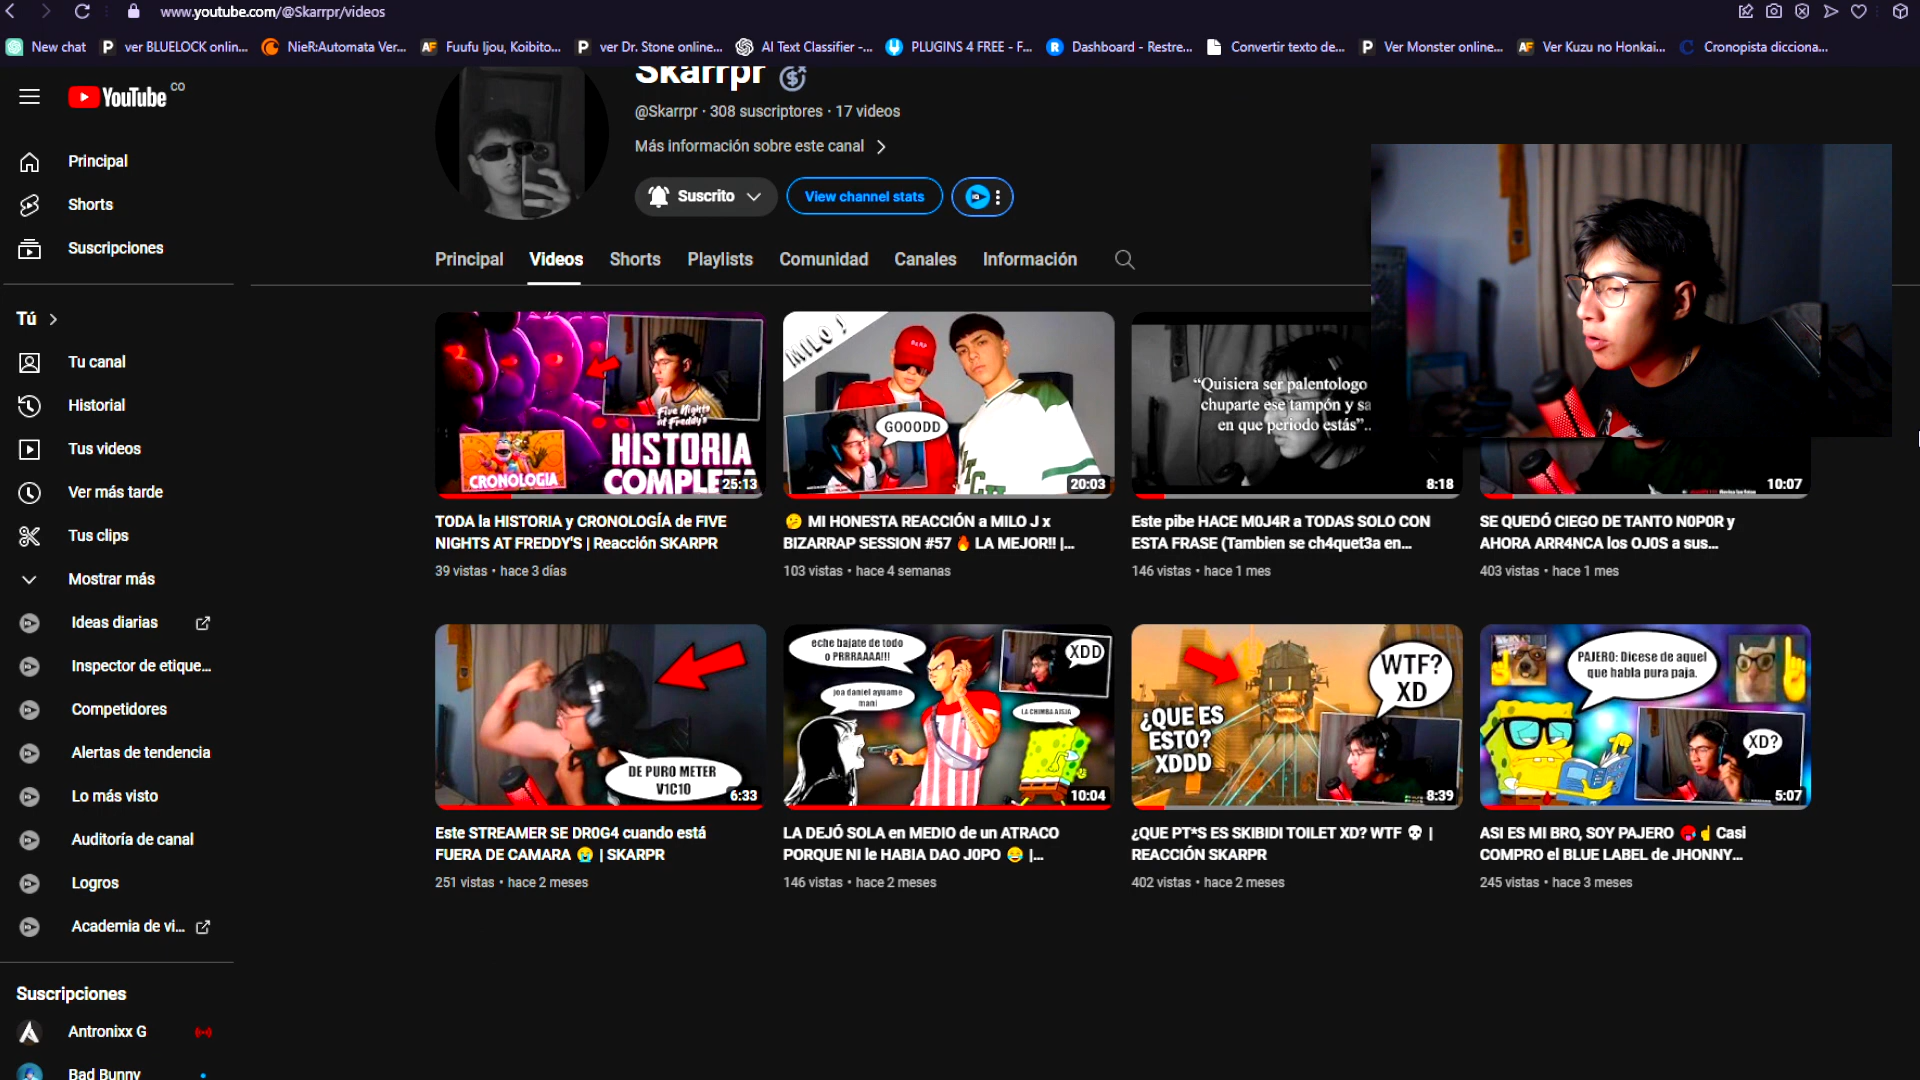 www.youtube.com/@Skarrpr/videos
New chat
ver BLUELOCK onlin...
NieR:Automata Ver...
Fuufu Ijou, Koibito...
ver Dr. Stone online...
AI Text Classifier -...
PLUGINS 4 FREE - F...
Dashboard - Restre...
Convertir texto de...
Ver Monster online...
Ver Kuzu no Honkai...
Cronopista dicciona...
YouTube CO
Principal
Shorts
Suscripciones
Tú
Tu canal
Historial
Tus videos
Ver más tarde
Tus clips
Mostrar más
Ideas diarias
Inspector de etique...
Competidores
Alertas de tendencia
Lo más visto
Auditoría de canal
Logros
Academia de vi...
Suscripciones
Antronixx G
Bad Bunny
Skarrpr
@Skarrpr · 308 suscriptores · 17 videos
Más información sobre este canal
Suscrito
View channel stats
Principal
Videos
Shorts
Playlists
Comunidad
Canales
Información
Five Nights
at Freddy's
HISTORIA
COMPLETA
CRONOLOGIA
25:13
TODA la HISTORIA y CRONOLOGÍA de FIVE
NIGHTS AT FREDDY'S | Reacción SKARPR
39 vistas • hace 3 días
MILO J
GOOODD
20:03
🤔 MI HONESTA REACCIÓN a MILO J x
BIZARRAP SESSION #57 🔥 LA MEJOR!! |...
103 vistas • hace 4 semanas
“Quisiera ser palentologo
chuparte ese tampón y sa
en que periodo estás”..
8:18
Este pibe HACE M0J4R a TODAS SOLO CON
ESTA FRASE (Tambien se ch4quet3a en...
146 vistas • hace 1 mes
10:07
SE QUEDÓ CIEGO DE TANTO N0P0R y
AHORA ARR4NCA los OJ0S a sus...
403 vistas • hace 1 mes
DE PURO METER
V1C10
6:33
Este STREAMER SE DR0G4 cuando está
FUERA DE CAMARA 😭 | SKARPR
251 vistas • hace 2 meses
eche bajate de todo
o PRRRAAAA!!!
joa daniel ayuame
mani
XDD
LA CHIMBA AISJA
10:04
LA DEJÓ SOLA en MEDIO de un ATRACO
PORQUE NI le HABIA DAO J0PO 😂 |...
146 vistas • hace 2 meses
¿QUE ES
ESTO?
XDDD
WTF?
XD
8:39
¿QUE PT*S ES SKIBIDI TOILET XD? WTF 💀 |
REACCIÓN SKARPR
402 vistas • hace 2 meses
PAJERO: Dicese de aquel
que habla pura paja.
XD?
5:07
ASI ES MI BRO, SOY PAJERO 🥵☝ Casi
COMPRO el BLUE LABEL de JHONNY...
245 vistas • hace 3 meses